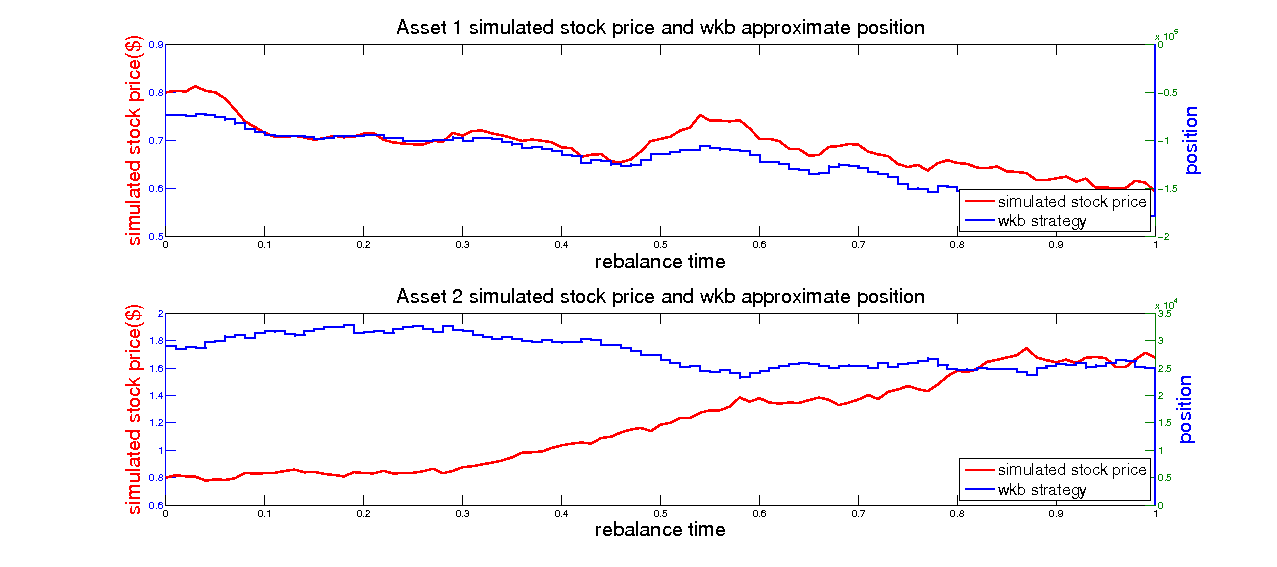 Asset 1 simulated stock price and wkb approximate position
x 10^5
simulated stock price($)
0.9
0.8
0.7
0.6
0.5
0
−0.5
−1
−1.5
−2
position
simulated stock price
wkb strategy
0 0.1 0.2 0.3 0.4 0.5 0.6 0.7 0.8 0.9 1
rebalance time
Asset 2 simulated stock price and wkb approximate position
x 10^4
simulated stock price($)
2
1.8
1.6
1.4
1.2
1
0.8
0.6
3.5
3
2.5
2
1.5
1
0.5
0
position
simulated stock price
wkb strategy
0 0.1 0.2 0.3 0.4 0.5 0.6 0.7 0.8 0.9 1
rebalance time